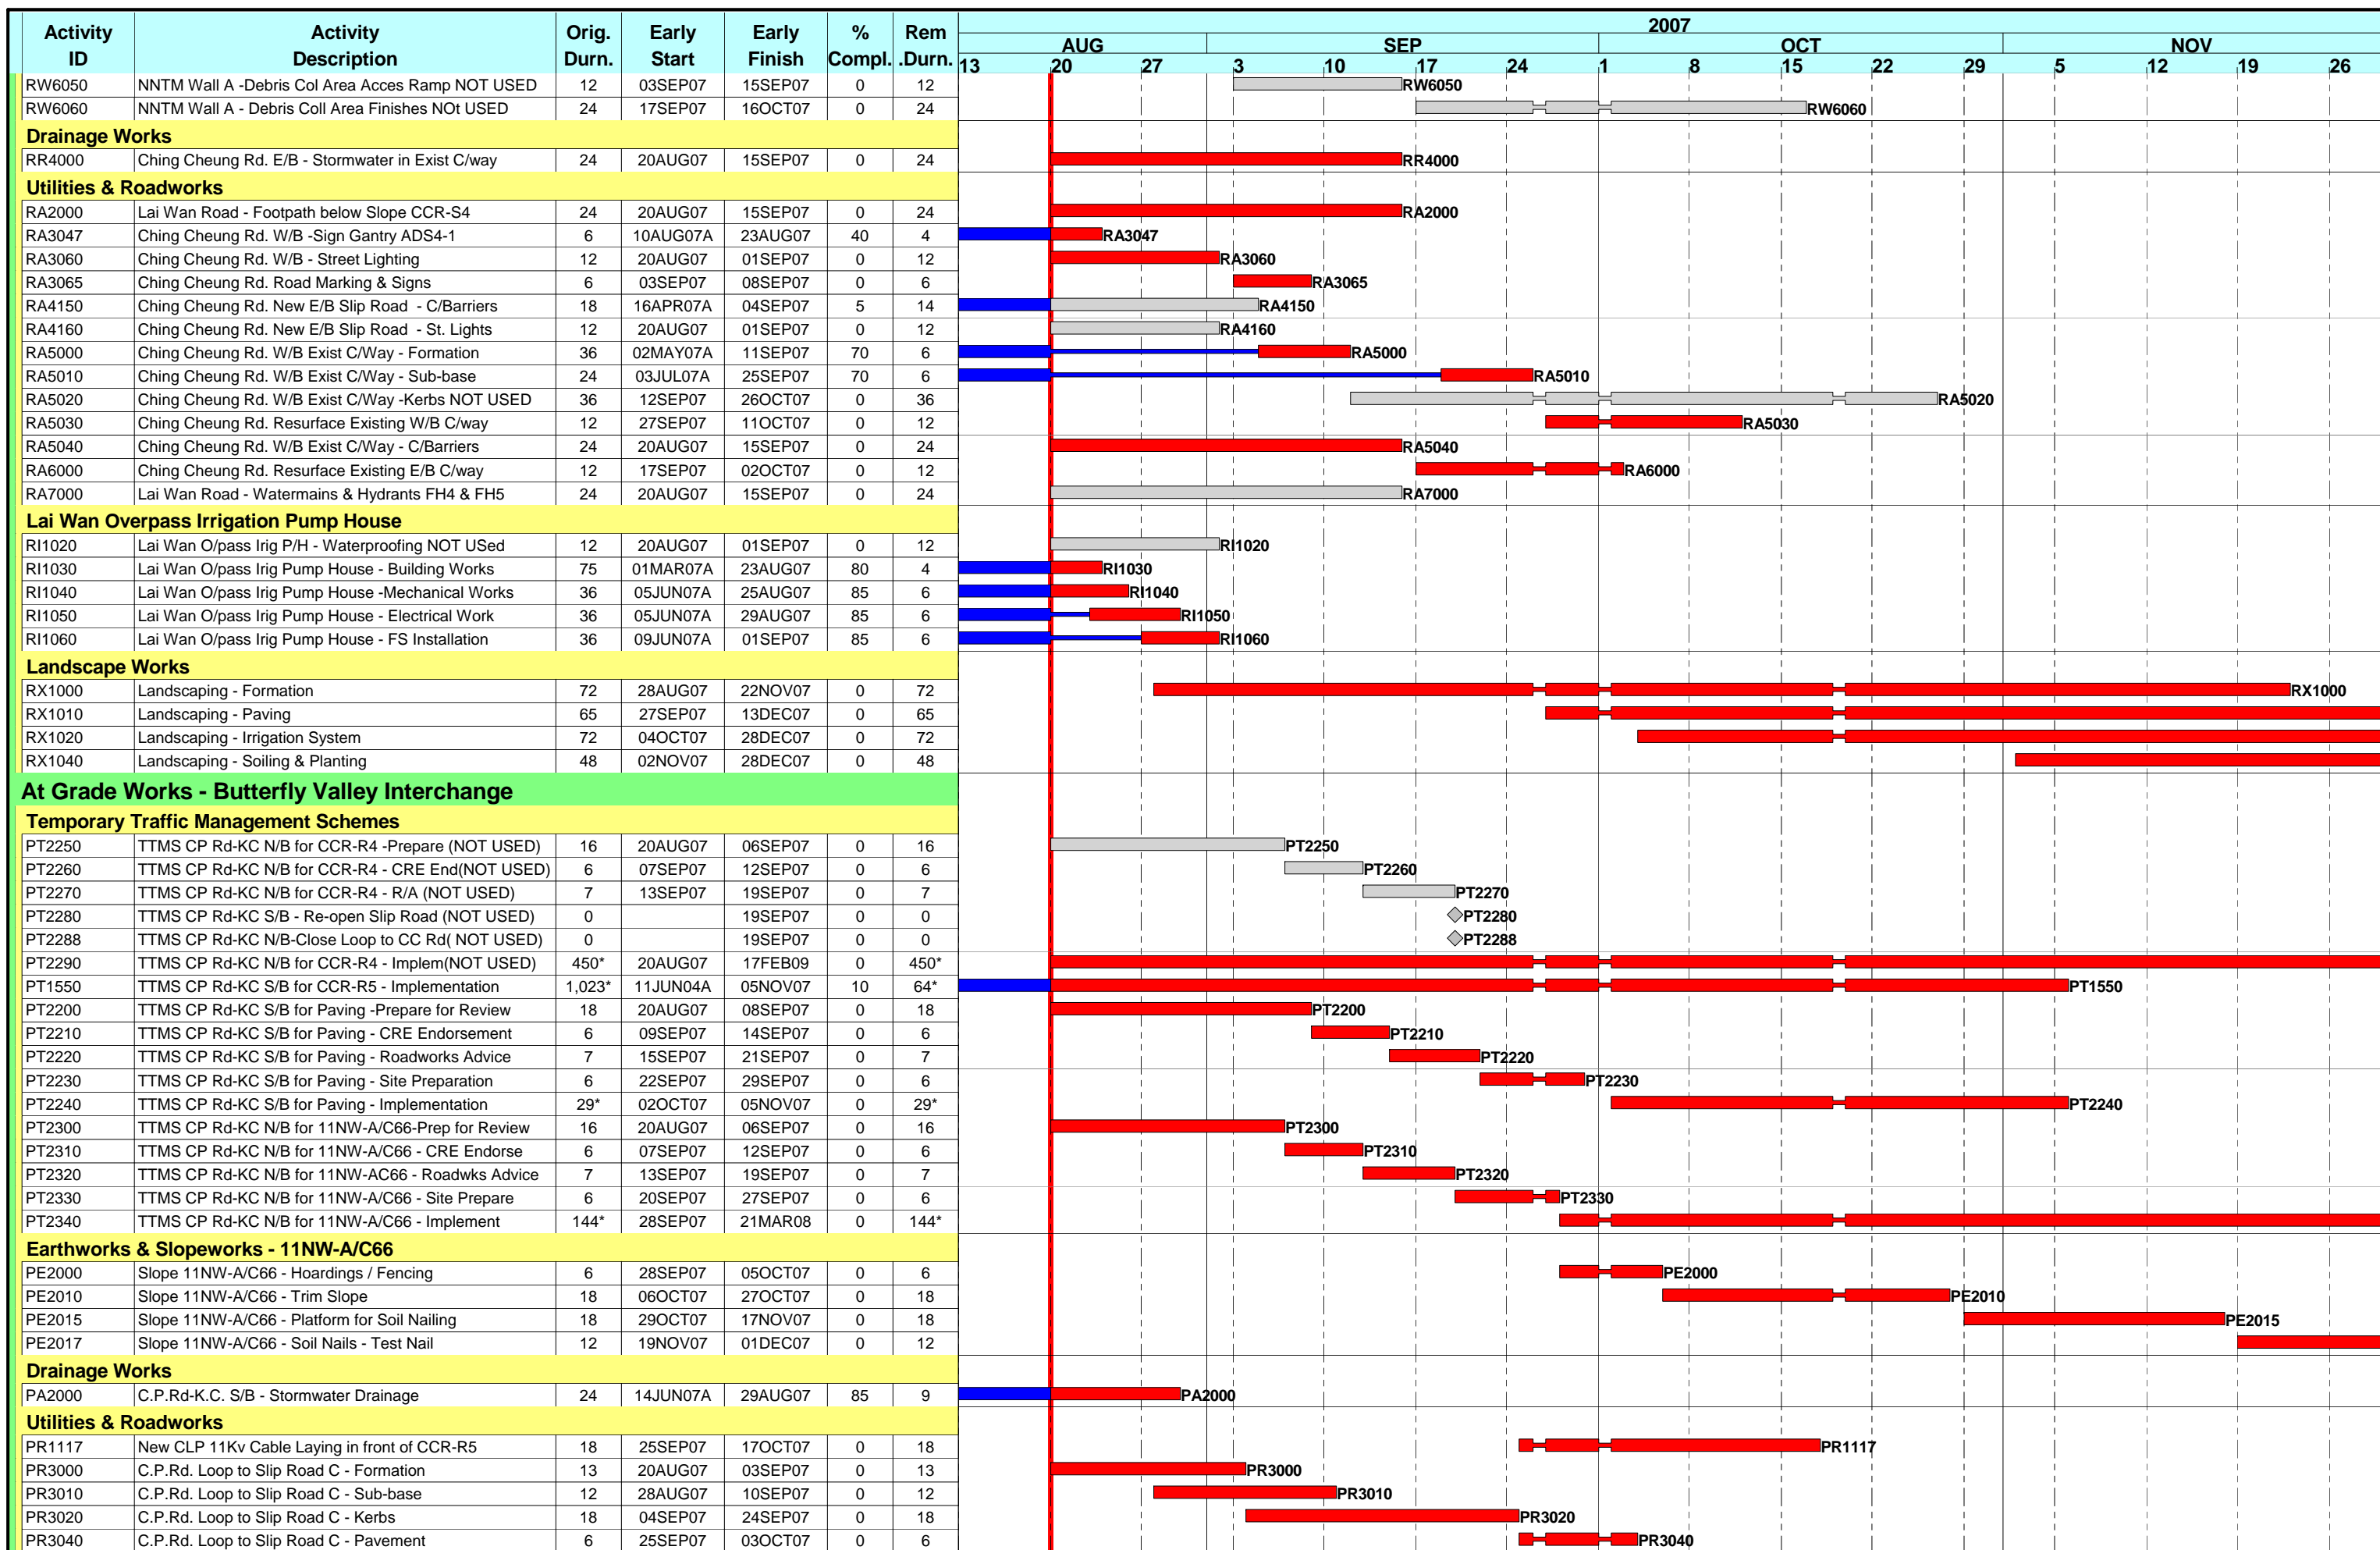 2007
Activity ID Activity Description Orig. Durn. Early Start Early Finish % Compl. Rem .Durn. AUG SEP OCT NOV
13 20 27 3 10 17 24 1 8 15 22 29 5 12 19 26
RW6050 NNTM Wall A -Debris Col Area Acces Ramp NOT USED 12 03SEP07 15SEP07 0 12 RW6050
RW6060 NNTM Wall A - Debris Coll Area Finishes NOt USED 24 17SEP07 16OCT07 0 24 RW6060
Drainage Works
RR4000 Ching Cheung Rd. E/B - Stormwater in Exist C/way 24 20AUG07 15SEP07 0 24 RR4000
Utilities & Roadworks
RA2000 Lai Wan Road - Footpath below Slope CCR-S4 24 20AUG07 15SEP07 0 24 RA2000
RA3047 Ching Cheung Rd. W/B -Sign Gantry ADS4-1 6 10AUG07A 23AUG07 40 4 RA3047
RA3060 Ching Cheung Rd. W/B - Street Lighting 12 20AUG07 01SEP07 0 12 RA3060
RA3065 Ching Cheung Rd. Road Marking & Signs 6 03SEP07 08SEP07 0 6 RA3065
RA4150 Ching Cheung Rd. New E/B Slip Road - C/Barriers 18 16APR07A 04SEP07 5 14 RA4150
RA4160 Ching Cheung Rd. New E/B Slip Road - St. Lights 12 20AUG07 01SEP07 0 12 RA4160
RA5000 Ching Cheung Rd. W/B Exist C/Way - Formation 36 02MAY07A 11SEP07 70 6 RA5000
RA5010 Ching Cheung Rd. W/B Exist C/Way - Sub-base 24 03JUL07A 25SEP07 70 6 RA5010
RA5020 Ching Cheung Rd. W/B Exist C/Way -Kerbs NOT USED 36 12SEP07 26OCT07 0 36 RA5020
RA5030 Ching Cheung Rd. Resurface Existing W/B C/way 12 27SEP07 11OCT07 0 12 RA5030
RA5040 Ching Cheung Rd. W/B Exist C/Way - C/Barriers 24 20AUG07 15SEP07 0 24 RA5040
RA6000 Ching Cheung Rd. Resurface Existing E/B C/way 12 17SEP07 02OCT07 0 12 RA6000
RA7000 Lai Wan Road - Watermains & Hydrants FH4 & FH5 24 20AUG07 15SEP07 0 24 RA7000
Lai Wan Overpass Irrigation Pump House
RI1020 Lai Wan O/pass Irig P/H - Waterproofing NOT USed 12 20AUG07 01SEP07 0 12 RI1020
RI1030 Lai Wan O/pass Irig Pump House - Building Works 75 01MAR07A 23AUG07 80 4 RI1030
RI1040 Lai Wan O/pass Irig Pump House -Mechanical Works 36 05JUN07A 25AUG07 85 6 RI1040
RI1050 Lai Wan O/pass Irig Pump House - Electrical Work 36 05JUN07A 29AUG07 85 6 RI1050
RI1060 Lai Wan O/pass Irig Pump House - FS Installation 36 09JUN07A 01SEP07 85 6 RI1060
Landscape Works
RX1000 Landscaping - Formation 72 28AUG07 22NOV07 0 72 RX1000
RX1010 Landscaping - Paving 65 27SEP07 13DEC07 0 65
RX1020 Landscaping - Irrigation System 72 04OCT07 28DEC07 0 72
RX1040 Landscaping - Soiling & Planting 48 02NOV07 28DEC07 0 48
At Grade Works - Butterfly Valley Interchange
Temporary Traffic Management Schemes
PT2250 TTMS CP Rd-KC N/B for CCR-R4 -Prepare (NOT USED) 16 20AUG07 06SEP07 0 16 PT2250
PT2260 TTMS CP Rd-KC N/B for CCR-R4 - CRE End(NOT USED) 6 07SEP07 12SEP07 0 6 PT2260
PT2270 TTMS CP Rd-KC N/B for CCR-R4 - R/A (NOT USED) 7 13SEP07 19SEP07 0 7 PT2270
PT2280 TTMS CP Rd-KC S/B - Re-open Slip Road (NOT USED) 0 19SEP07 0 0 PT2280
PT2288 TTMS CP Rd-KC N/B-Close Loop to CC Rd( NOT USED) 0 19SEP07 0 0 PT2288
PT2290 TTMS CP Rd-KC N/B for CCR-R4 - Implem(NOT USED) 450* 20AUG07 17FEB09 0 450*
PT1550 TTMS CP Rd-KC S/B for CCR-R5 - Implementation 1,023* 11JUN04A 05NOV07 10 64* PT1550
PT2200 TTMS CP Rd-KC S/B for Paving -Prepare for Review 18 20AUG07 08SEP07 0 18 PT2200
PT2210 TTMS CP Rd-KC S/B for Paving - CRE Endorsement 6 09SEP07 14SEP07 0 6 PT2210
PT2220 TTMS CP Rd-KC S/B for Paving - Roadworks Advice 7 15SEP07 21SEP07 0 7 PT2220
PT2230 TTMS CP Rd-KC S/B for Paving - Site Preparation 6 22SEP07 29SEP07 0 6 PT2230
PT2240 TTMS CP Rd-KC S/B for Paving - Implementation 29* 02OCT07 05NOV07 0 29* PT2240
PT2300 TTMS CP Rd-KC N/B for 11NW-A/C66-Prep for Review 16 20AUG07 06SEP07 0 16 PT2300
PT2310 TTMS CP Rd-KC N/B for 11NW-A/C66 - CRE Endorse 6 07SEP07 12SEP07 0 6 PT2310
PT2320 TTMS CP Rd-KC N/B for 11NW-AC66 - Roadwks Advice 7 13SEP07 19SEP07 0 7 PT2320
PT2330 TTMS CP Rd-KC N/B for 11NW-A/C66 - Site Prepare 6 20SEP07 27SEP07 0 6 PT2330
PT2340 TTMS CP Rd-KC N/B for 11NW-A/C66 - Implement 144* 28SEP07 21MAR08 0 144*
Earthworks & Slopeworks - 11NW-A/C66
PE2000 Slope 11NW-A/C66 - Hoardings / Fencing 6 28SEP07 05OCT07 0 6 PE2000
PE2010 Slope 11NW-A/C66 - Trim Slope 18 06OCT07 27OCT07 0 18 PE2010
PE2015 Slope 11NW-A/C66 - Platform for Soil Nailing 18 29OCT07 17NOV07 0 18 PE2015
PE2017 Slope 11NW-A/C66 - Soil Nails - Test Nail 12 19NOV07 01DEC07 0 12
Drainage Works
PA2000 C.P.Rd-K.C. S/B - Stormwater Drainage 24 14JUN07A 29AUG07 85 9 PA2000
Utilities & Roadworks
PR1117 New CLP 11Kv Cable Laying in front of CCR-R5 18 25SEP07 17OCT07 0 18 PR1117
PR3000 C.P.Rd. Loop to Slip Road C - Formation 13 20AUG07 03SEP07 0 13 PR3000
PR3010 C.P.Rd. Loop to Slip Road C - Sub-base 12 28AUG07 10SEP07 0 12 PR3010
PR3020 C.P.Rd. Loop to Slip Road C - Kerbs 18 04SEP07 24SEP07 0 18 PR3020
PR3040 C.P.Rd. Loop to Slip Road C - Pavement 6 25SEP07 03OCT07 0 6 PR3040